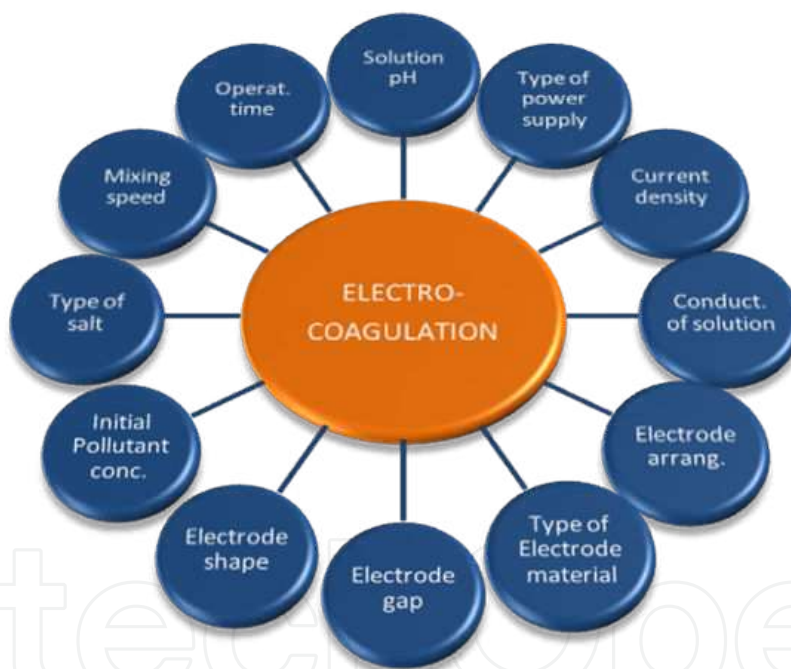 Solution
pH
Type of
power
supply
Current
density
Conduct.
of solution
Electrode
arrang.
Type of
Electrode
material
Electrode
gap
Electrode
shape
Initial
Pollutant
conc.
Type of
salt
Mixing
speed
Operat.
time
ELECTRO-
COAGULATION